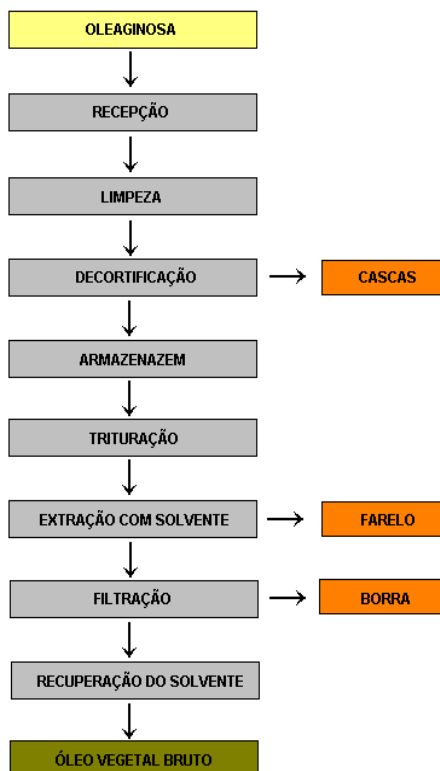 OLEAGINOSA
RECEPÇÃO
LIMPEZA
DECORTIFICAÇÃO
CASCAS
ARMAZENAZEM
TRITURAÇÃO
EXTRAÇÃO COM SOLVENTE
FARELO
FILTRAÇÃO
BORRA
RECUPERAÇÃO DO SOLVENTE
ÓLEO VEGETAL BRUTO